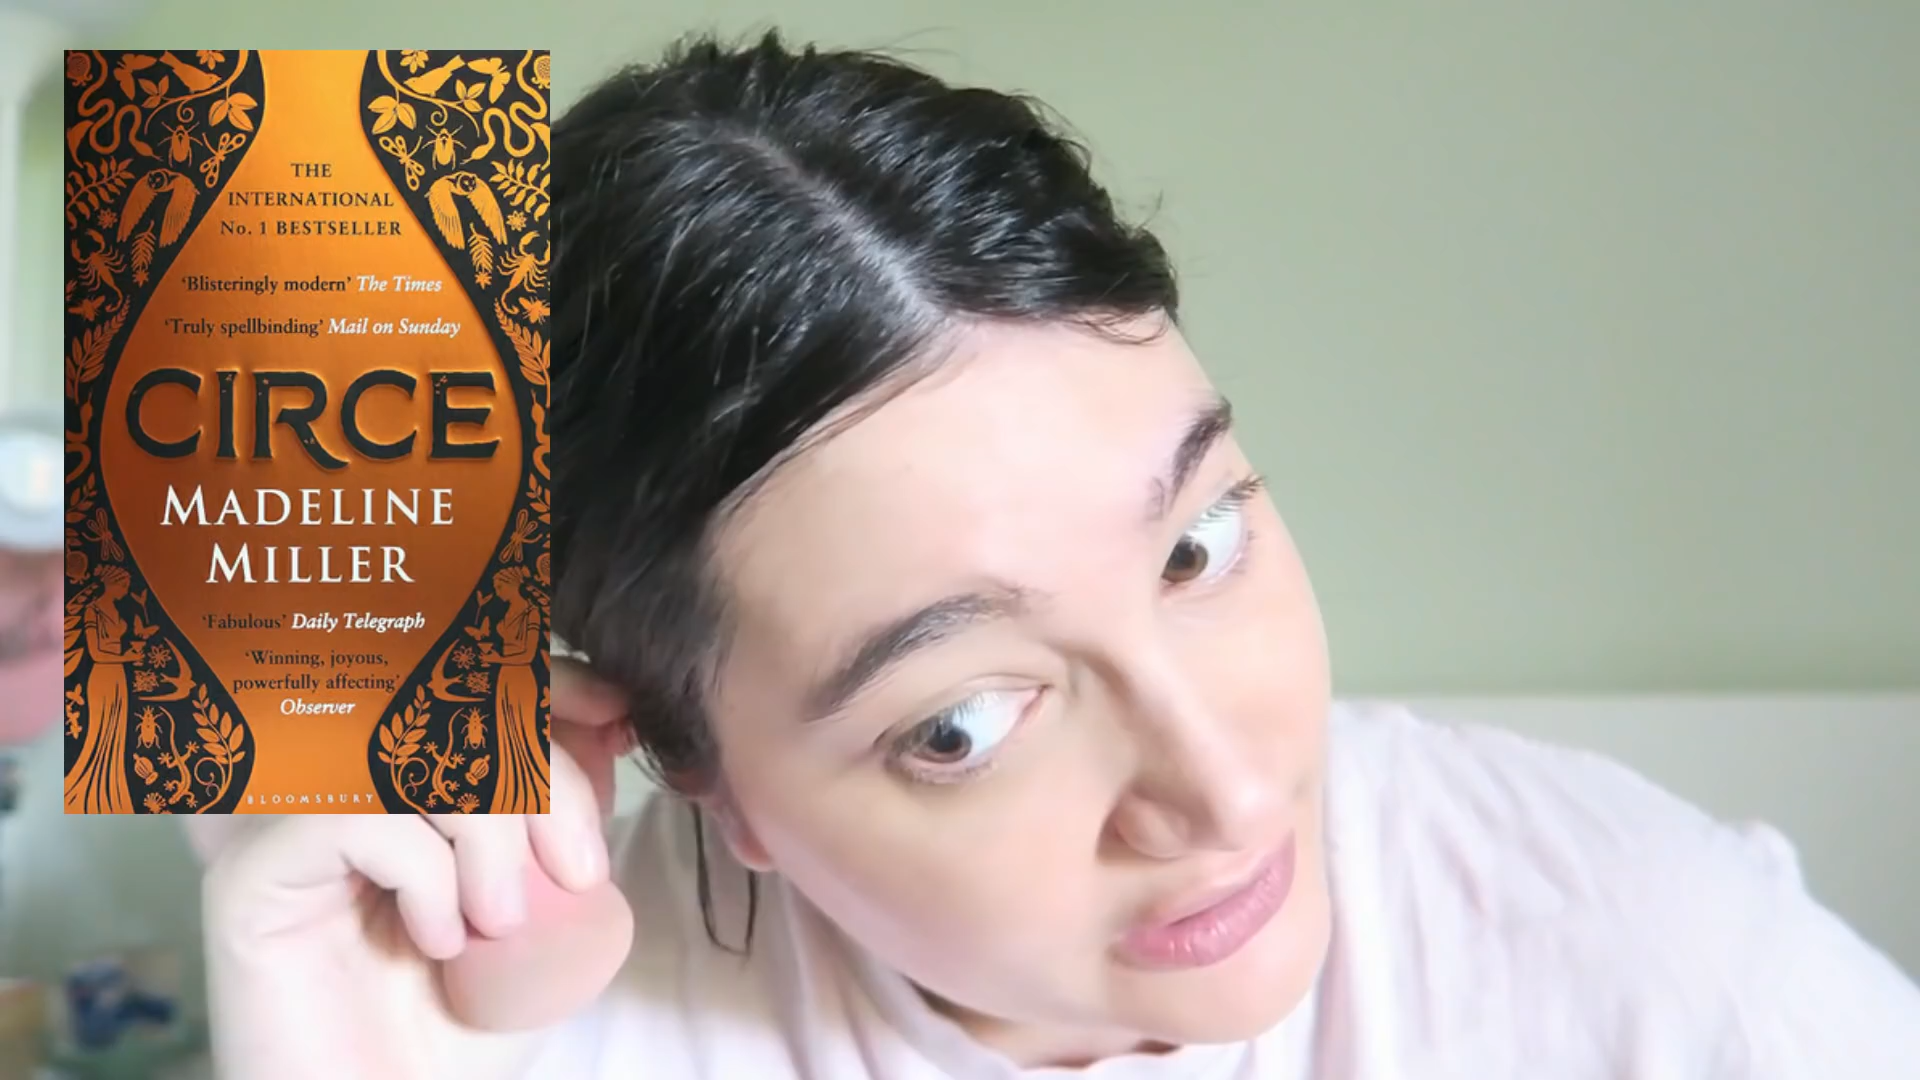 THE
INTERNATIONAL
No. 1 BESTSELLER
‘Blisteringly modern’ The Times
‘Truly spellbinding’ Mail on Sunday
CIRCE
MADELINE
MILLER
‘Fabulous’ Daily Telegraph
‘Winning, joyous,
powerfully affecting’
Observer
BLOOMSBURY